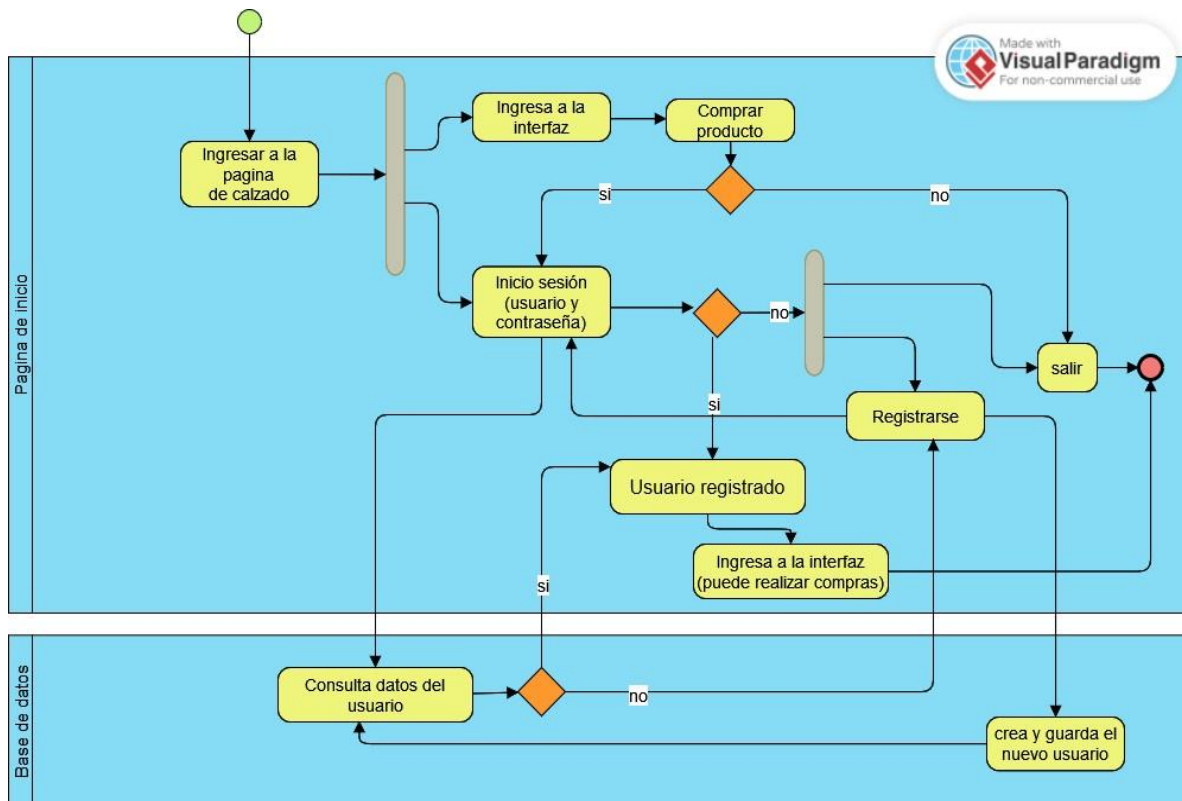 Made with
VisualParadigm
For non-commercial use
Pagina de inicio
Ingresar a la
pagina
de calzado
Ingresa a la
interfaz
Comprar
producto
si
no
Inicio sesión
(usuario y
contraseña)
no
si
salir
Registrarse
Usuario registrado
Ingresa a la interfaz
(puede realizar compras)
si
Base de datos
Consulta datos del
usuario
no
crea y guarda el
nuevo usuario